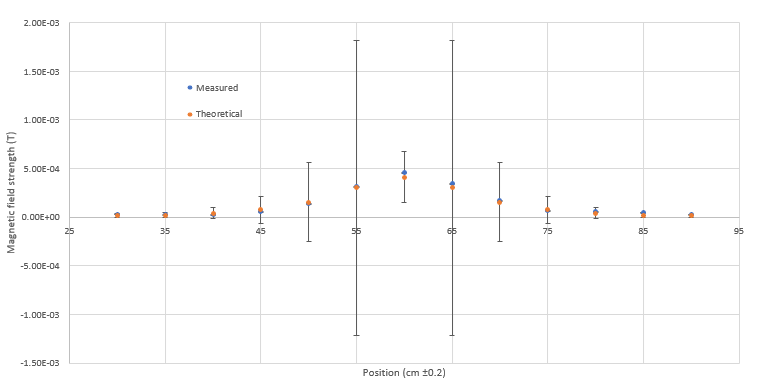 2.00E-03
1.50E-03
Measured
Theoretical
1.00E-03
5.00E-04
0.00E+00
25 35 45 55 65 75 85 95
-5.00E-04
-1.00E-03
-1.50E-03
Magnetic field strength (T)
Position (cm ±0.2)